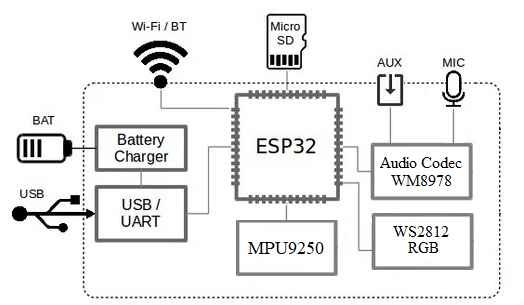 Wi-Fi / BT
Micro
SD
AUX
MIC
BAT
Battery
Charger
ESP32
Audio Codec
WM8978
USB
USB /
UART
MPU9250
WS2812
RGB